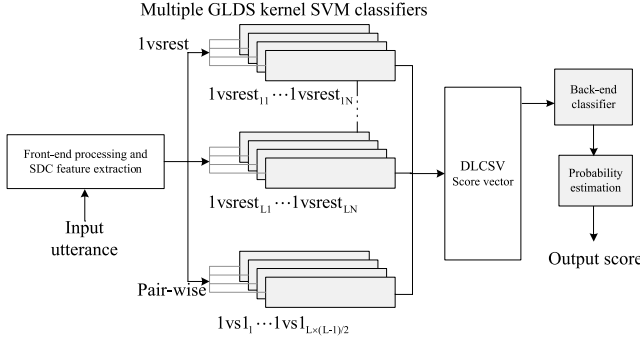 Multiple GLDS kernel SVM classifiers
1vsrest
1vsrest11 ⋯ 1vsrest1N
Front-end processing and
SDC feature extraction
Input
utterance
1vsrestL1 ⋯ 1vsrestLN
Pair-wise
1vs11 ⋯ 1vs1L×(L-1)/2
DLCSV
Score vector
Back-end
classifier
Probability
estimation
Output score